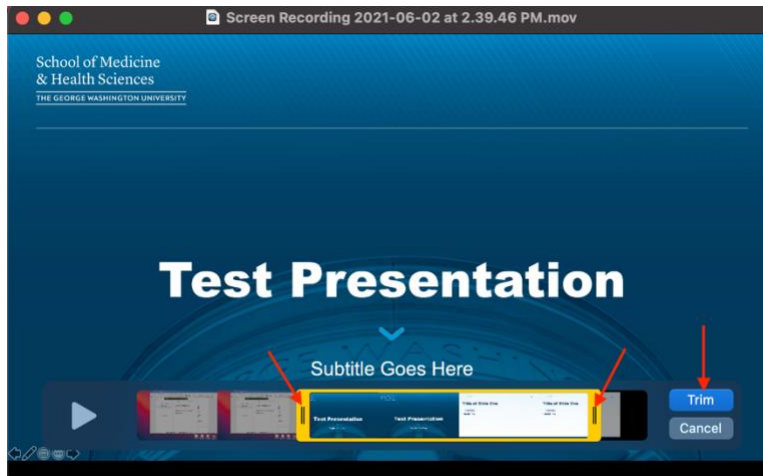 Screen Recording 2021-06-02 at 2.39.46 PM.mov
School of Medicine
& Health Sciences
THE GEORGE WASHINGTON UNIVERSITY
Test Presentation
Subtitle Goes Here
Test Presentation
Test Presentation
Title of Slide One
Title of Slide One
Trim
Cancel